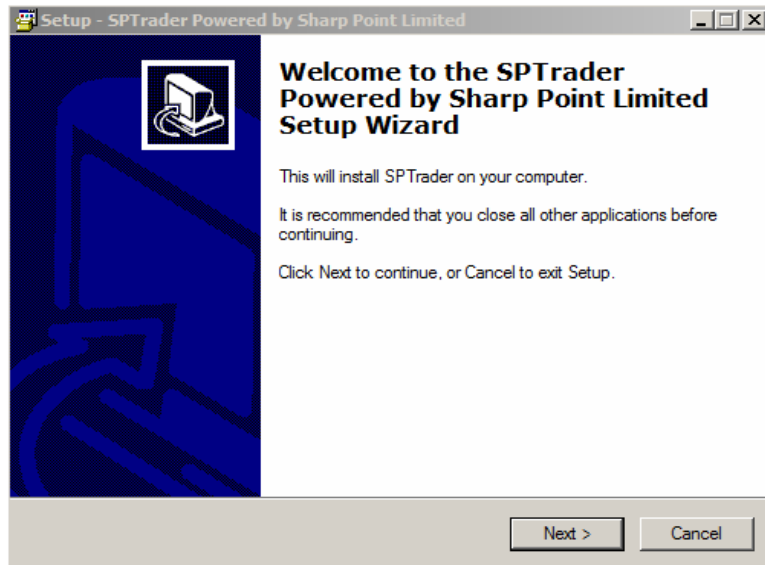 Setup - SPTrader Powered by Sharp Point Limited
Welcome to the SPTrader
Powered by Sharp Point Limited
Setup Wizard
This will install SPTrader on your computer.
It is recommended that you close all other applications before
continuing.
Click Next to continue, or Cancel to exit Setup.
Next >
Cancel